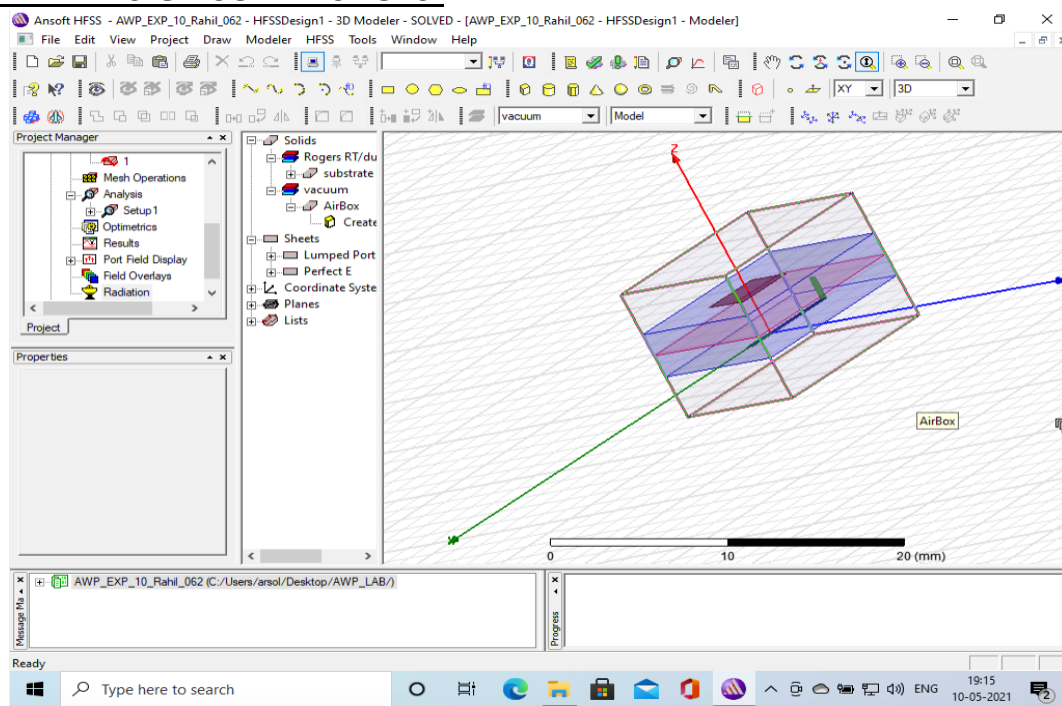 Ansoft HFSS - AWP_EXP_10_Rahil_062 - HFSSDesign1 - 3D Modeler - SOLVED - [AWP_EXP_10_Rahil_062 - HFSSDesign1 - Modeler]
File Edit View Project Draw Modeler HFSS Tools Window Help
XY 3D
vacuum Model
Project Manager
1
Mesh Operations
Analysis
Setup1
Optimetrics
Results
Port Field Display
Field Overlays
Radiation
Project
Properties
Solids
Rogers RT/du
substrate
vacuum
AirBox
Create
Sheets
Lumped Port
Perfect E
Coordinate Syste
Planes
Lists
Z
AirBox
0 10 20 (mm)
Message Ma
AWP_EXP_10_Rahil_062 (C:/Users/arsol/Desktop/AWP_LAB/)
Progress
Ready
Type here to search
ENG
19:15
10-05-2021
2